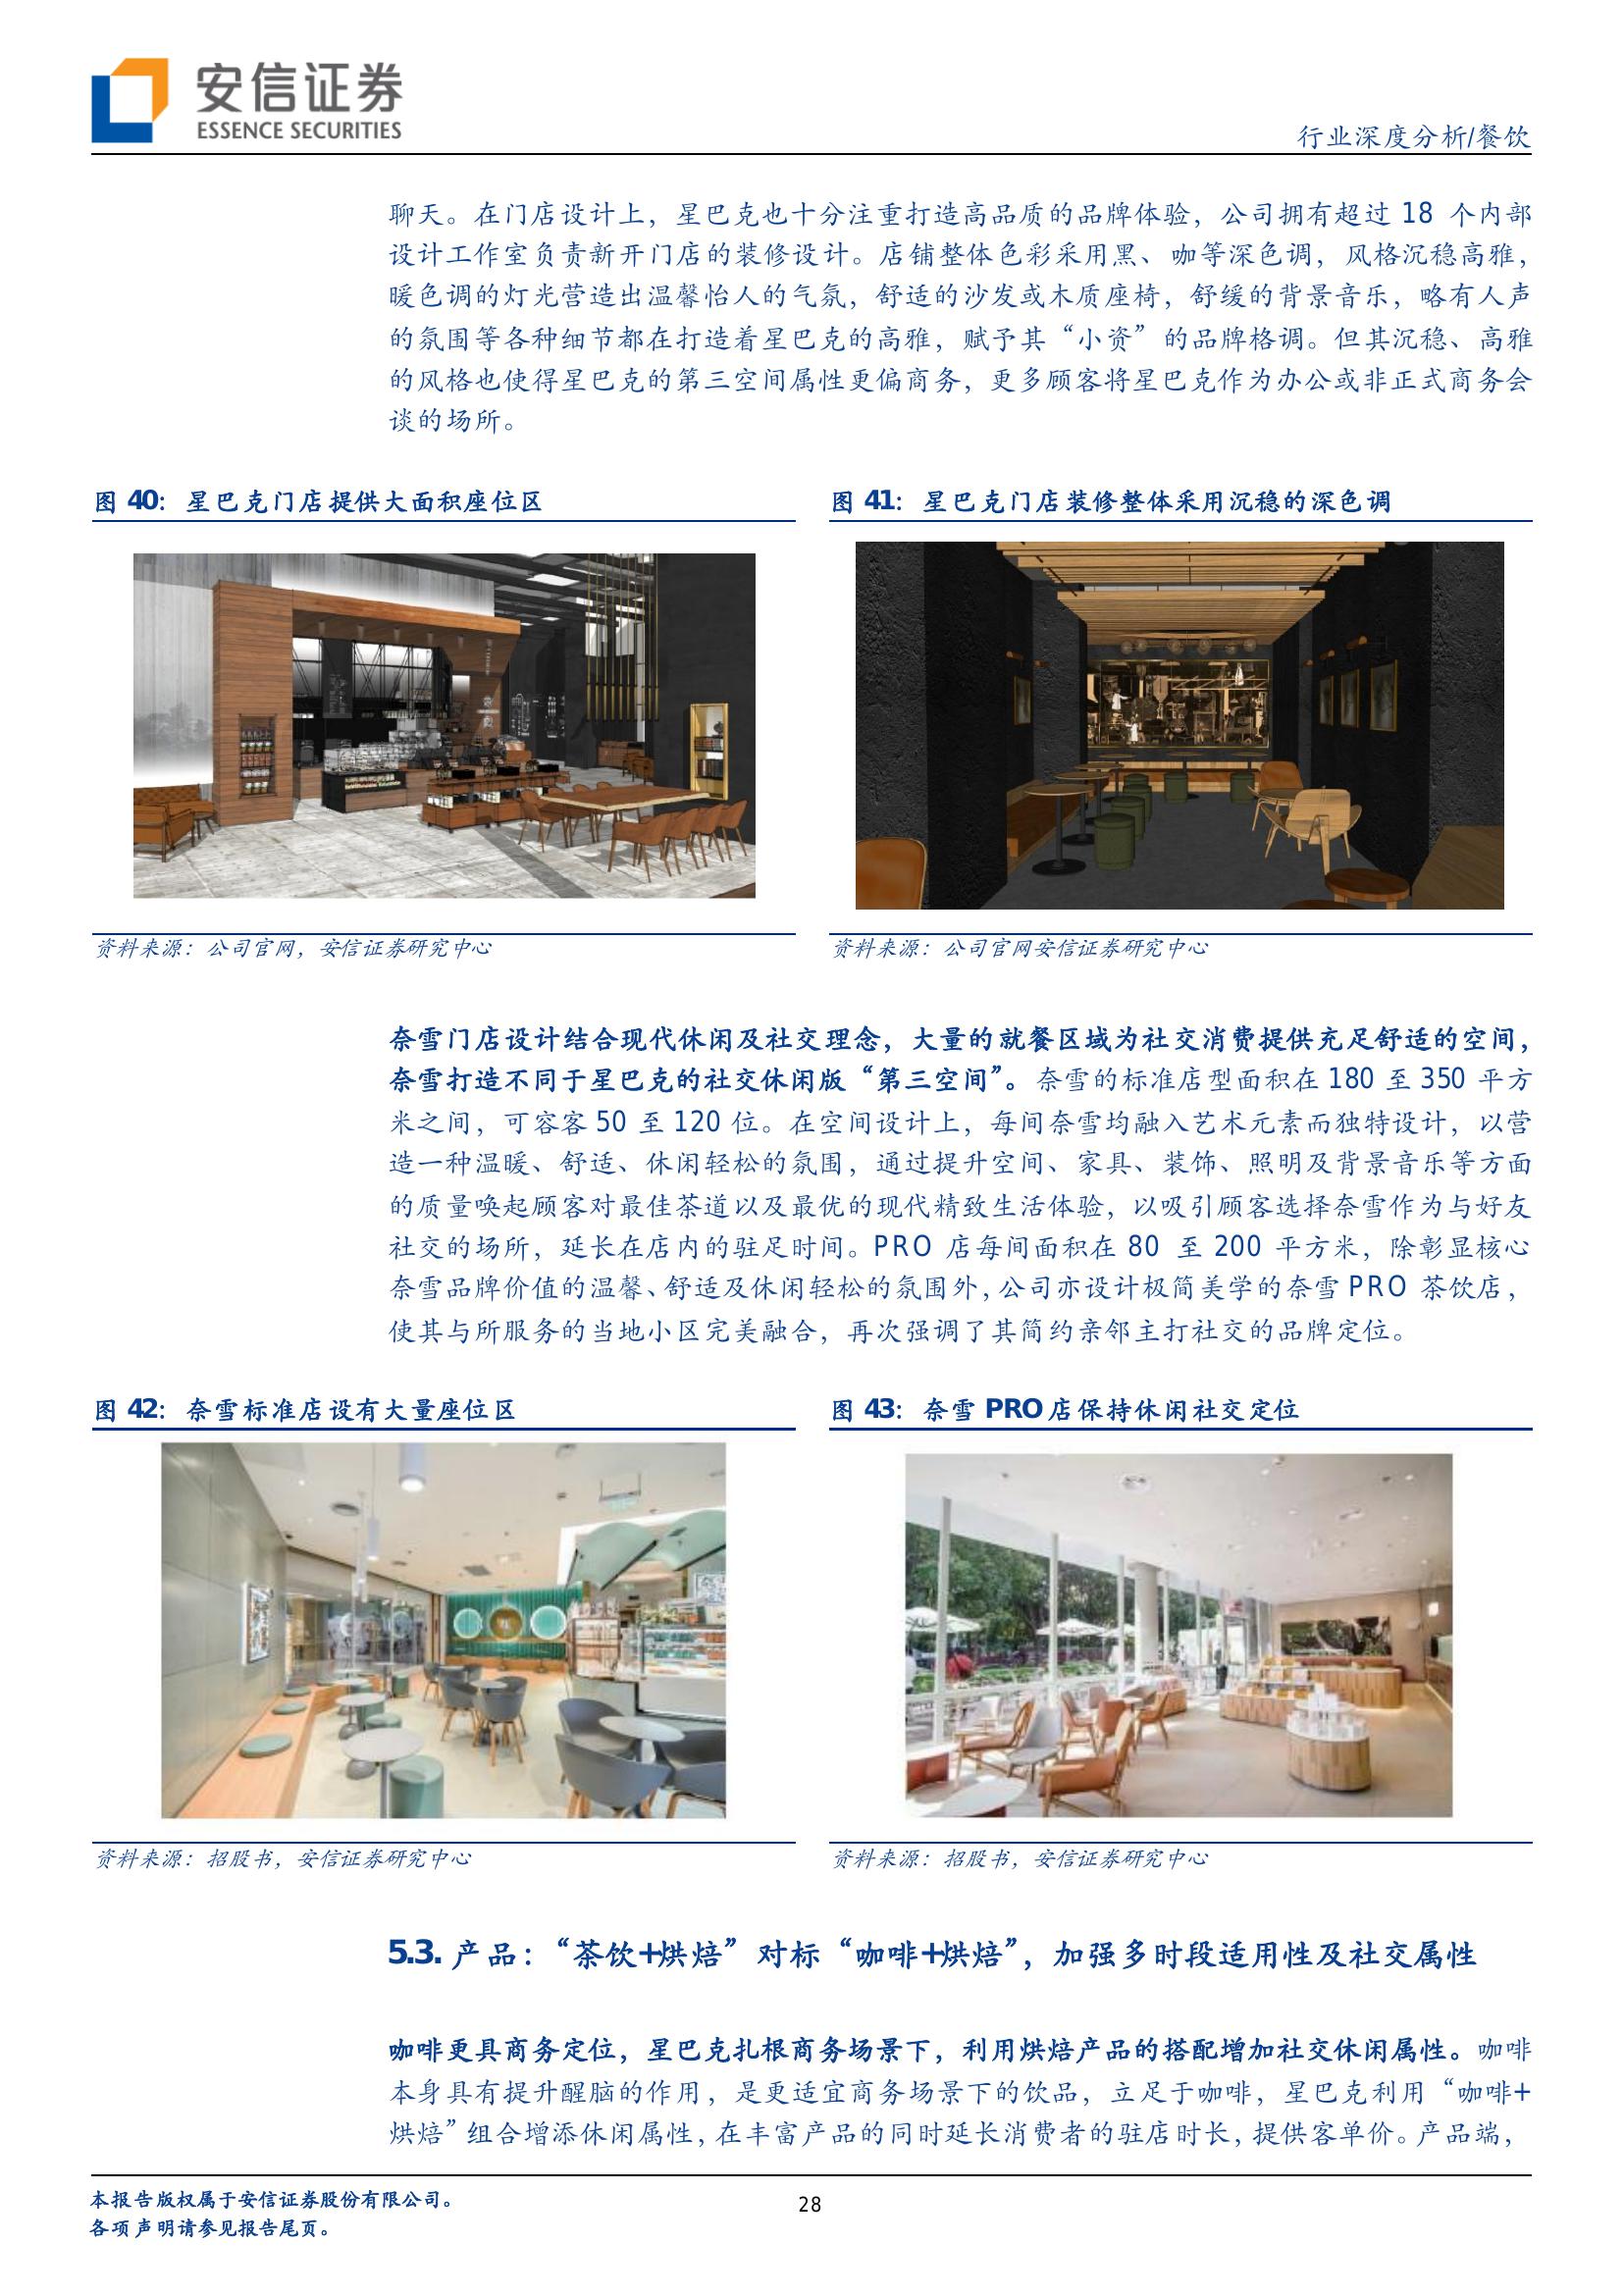 安信证券
ESSENCE SECURITIES
行业深度分析/餐饮
聊天。在门店设计上，星巴克也十分注重打造高品质的品牌体验，公司拥有超过 18 个内部
设计工作室负责新开门店的装修设计。店铺整体色彩采用黑、咖等深色调，风格沉稳高雅，
暖色调的灯光营造出温馨怡人的气氛，舒适的沙发或木质座椅，舒缓的背景音乐，略有人声
的氛围等各种细节都在打造着星巴克的高雅，赋予其“小资”的品牌格调。但其沉稳、高雅
的风格也使得星巴克的第三空间属性更偏商务，更多顾客将星巴克作为办公或非正式商务会
谈的场所。
图 40：星巴克门店提供大面积座位区
图 41：星巴克门店装修整体采用沉稳的深色调
资料来源：公司官网，安信证券研究中心
资料来源：公司官网安信证券研究中心
奈雪门店设计结合现代休闲及社交理念，大量的就餐区域为社交消费提供充足舒适的空间，
奈雪打造不同于星巴克的社交休闲版“第三空间”。奈雪的标准店型面积在 180 至 350 平方
米之间，可容客 50 至 120 位。在空间设计上，每间奈雪均融入艺术元素而独特设计，以营
造一种温暖、舒适、休闲轻松的氛围，通过提升空间、家具、装饰、照明及背景音乐等方面
的质量唤起顾客对最佳茶道以及最优的现代精致生活体验，以吸引顾客选择奈雪作为与好友
社交的场所，延长在店内的驻足时间。PRO 店每间面积在 80 至 200 平方米，除彰显核心
奈雪品牌价值的温馨、舒适及休闲轻松的氛围外，公司亦设计极简美学的奈雪 PRO 茶饮店，
使其与所服务的当地小区完美融合，再次强调了其简约亲邻主打社交的品牌定位。
图 42：奈雪标准店设有大量座位区
图 43：奈雪 PRO 店保持休闲社交定位
资料来源：招股书，安信证券研究中心
资料来源：招股书，安信证券研究中心
5.3. 产品：“茶饮+烘焙”对标“咖啡+烘焙”，加强多时段适用性及社交属性
咖啡更具商务定位，星巴克扎根商务场景下，利用烘焙产品的搭配增加社交休闲属性。咖啡
本身具有提升醒脑的作用，是更适宜商务场景下的饮品，立足于咖啡，星巴克利用“咖啡+
烘焙”组合增添休闲属性，在丰富产品的同时延长消费者的驻店时长，提供客单价。产品端，
本报告版权属于安信证券股份有限公司。
28
各项声明请参见报告尾页。